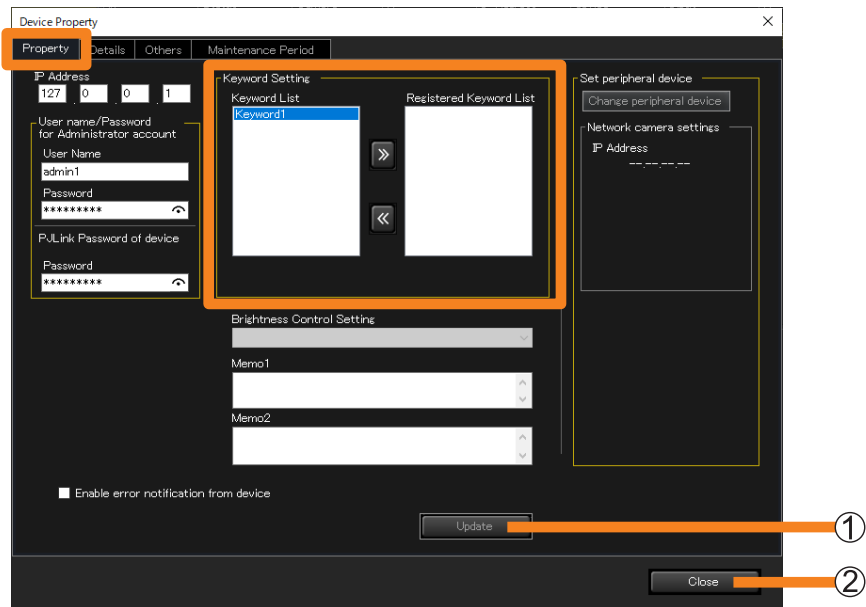 Device Property
Property Details Others Maintenance Period
IP Address
127 . 0 . 0 . 1
User name/Password
for Administrator account
User Name
admin1
Password
*********
PJLink Password of device
Password
*********
Keyword Setting
Keyword List
Keyword1
Registered Keyword List
Brightness Control Setting
Memo1
Memo2
Set peripheral device
Change peripheral device
Network camera settings
IP Address
--.--.--.--
Enable error notification from device
Update
①
Close
②